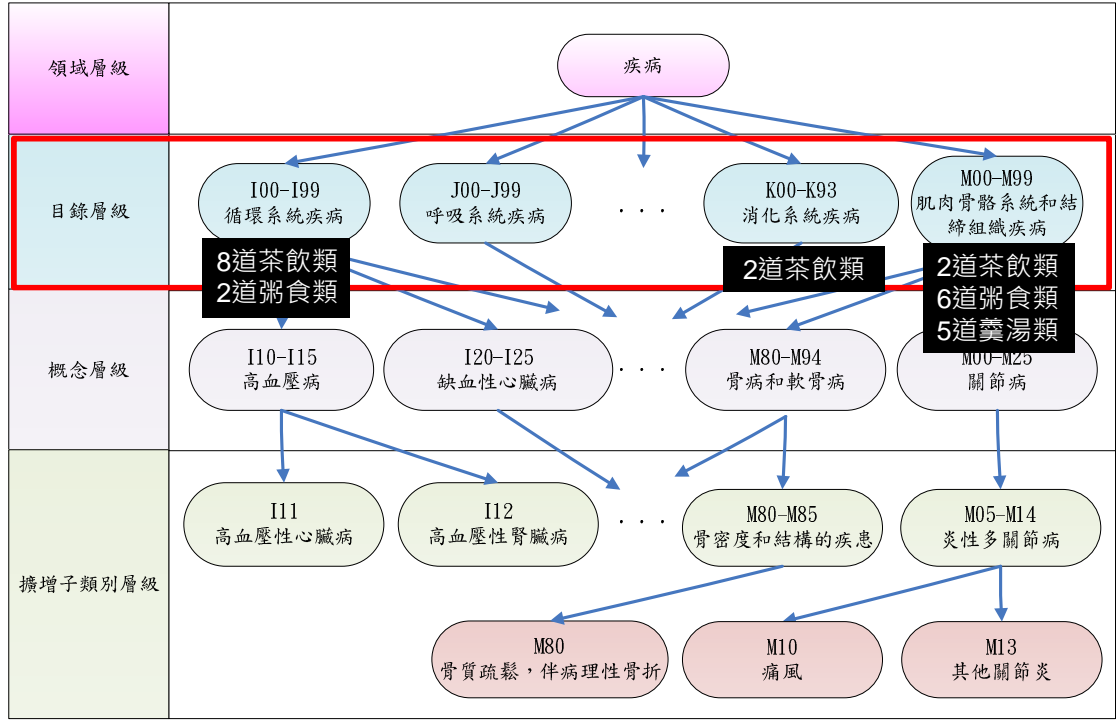 領域層級
疾病
目錄層級
I00-I99
循環系統疾病
J00-J99
呼吸系統疾病
. . .
K00-K93
消化系統疾病
M00-M99
肌肉骨骼系統和結
締組織疾病
8道茶飲類
2道粥食類
2道茶飲類
2道茶飲類
6道粥食類
5道羹湯類
概念層級
I10-I15
高血壓病
I20-I25
缺血性心臟病
. . .
M80-M94
骨病和軟骨病
M00-M25
關節病
擴增子類別層級
I11
高血壓性心臟病
I12
高血壓性腎臟病
. . .
M80-M85
骨密度和結構的疾患
M05-M14
炎性多關節病
M80
骨質疏鬆，伴病理性骨折
M10
痛風
M13
其他關節炎